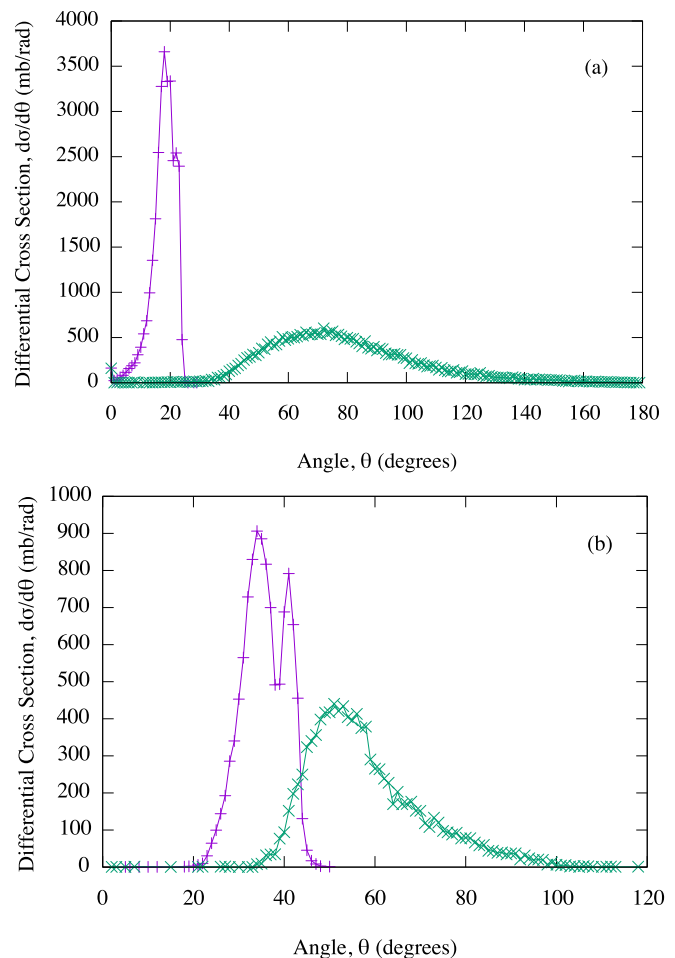 4000
3500
3000
2500
2000
1500
1000
500
0
Differential Cross Section, dσ/dθ (mb/rad)
(a)
0 20 40 60 80 100 120 140 160 180
Angle, θ (degrees)
1000
900
800
700
600
500
400
300
200
100
0
Differential Cross Section, dσ/dθ (mb/rad)
(b)
0 20 40 60 80 100 120
Angle, θ (degrees)